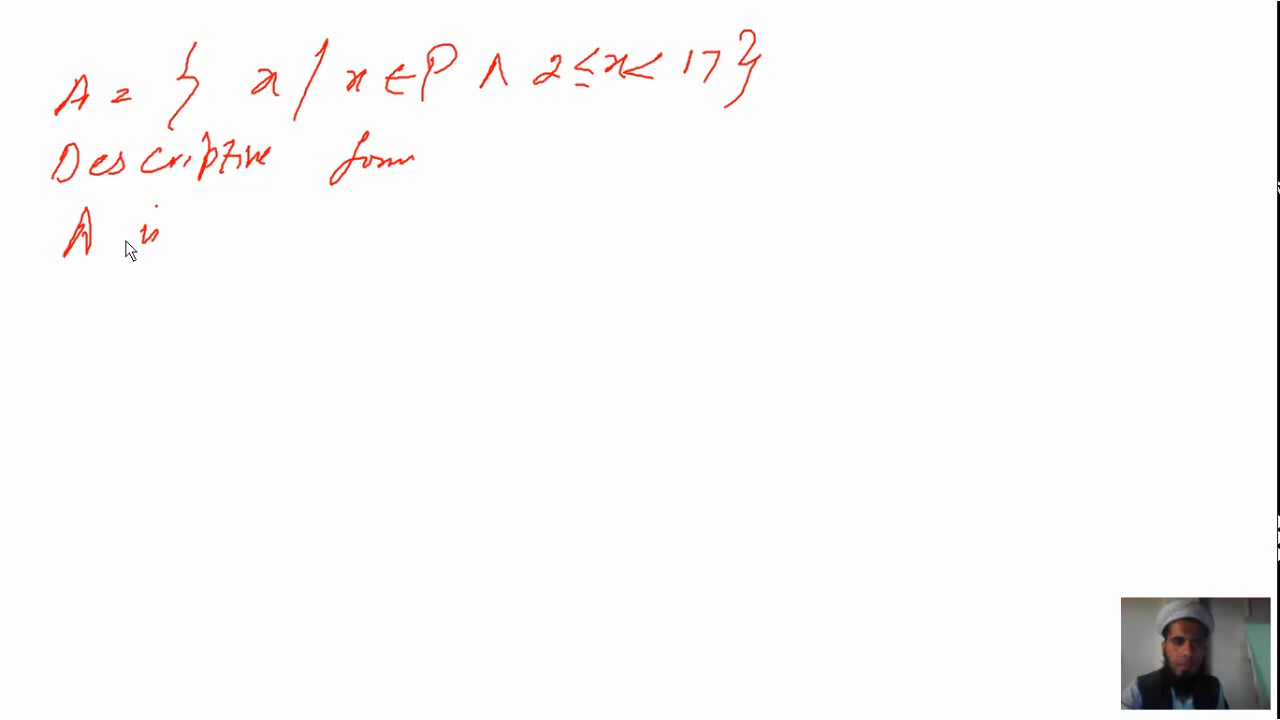 A = { x / x ∈ P ∧ 2 ≤ x < 17 }
Descriptive form
A is